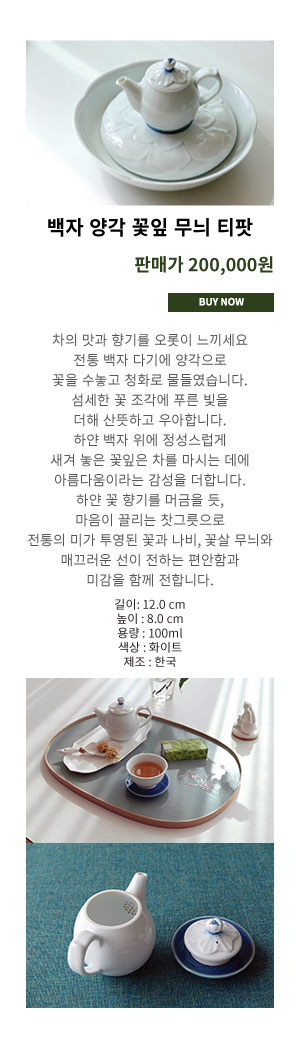 백자 양각 꽃잎 무늬 티팟
판매가 200,000원
BUY NOW
차의 맛과 향기를 오롯이 느끼세요
전통 백자 다기에 양각으로
꽃을 수놓고 청화로 물들였습니다.
섬세한 꽃 조각에 푸른 빛을
더해 산뜻하고 우아합니다.
하얀 백자 위에 정성스럽게
새겨 놓은 꽃잎은 차를 마시는 데에
아름다움이라는 감성을 더합니다.
하얀 꽃 향기를 머금을 듯,
마음이 끌리는 찻그릇으로
전통의 미가 투영된 꽃과 나비, 꽃살 무늬와
매끄러운 선이 전하는 편안함과
미감을 함께 전합니다.
길이: 12.0 cm
높이 : 8.0 cm
용량 : 100ml
색상 : 화이트
제조 : 한국